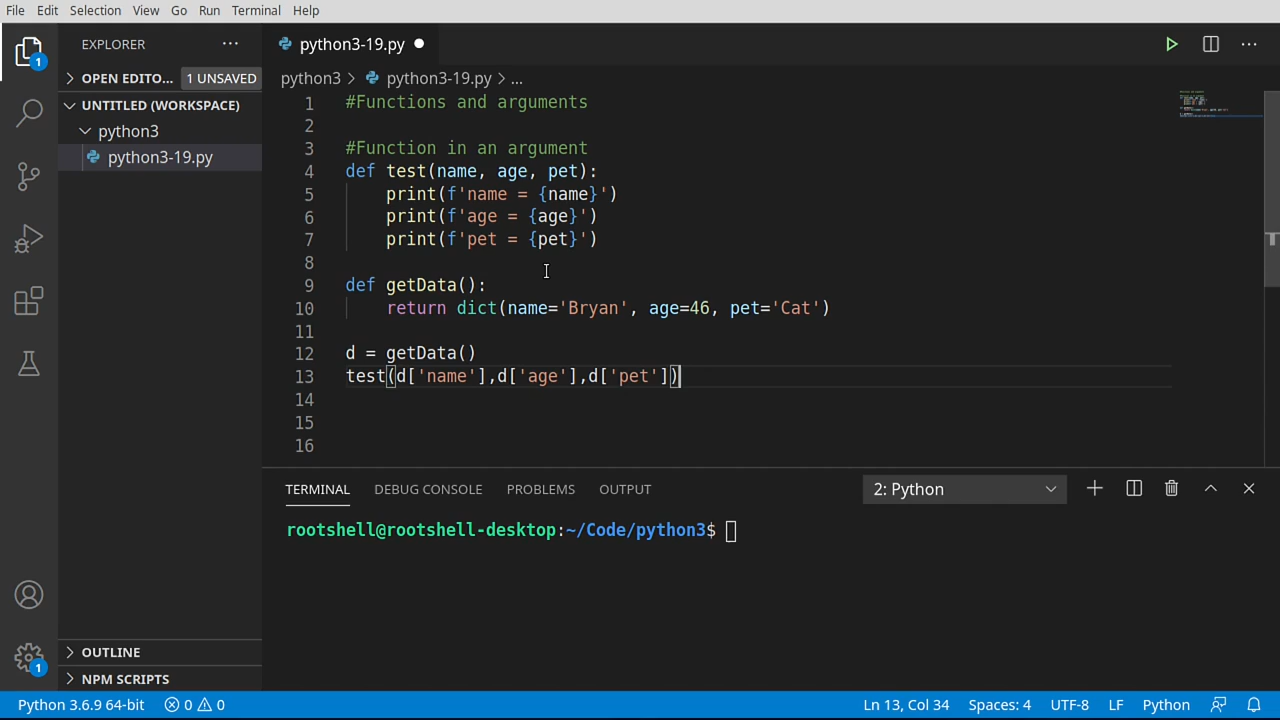 File Edit Selection View Go Run Terminal Help
EXPLORER
python3-19.py
OPEN EDITO... 1 UNSAVED
python3 > python3-19.py > ...
UNTITLED (WORKSPACE)
python3
python3-19.py
1 #Functions and arguments
2
3 #Function in an argument
4 def test(name, age, pet):
5 print(f'name = {name}')
6 print(f'age = {age}')
7 print(f'pet = {pet}')
8
9 def getData():
10 return dict(name='Bryan', age=46, pet='Cat')
11
12 d = getData()
13 test(d['name'],d['age'],d['pet'])
14
15
16
TERMINAL DEBUG CONSOLE PROBLEMS OUTPUT 2: Python
rootshell@rootshell-desktop:~/Code/python3$
1
1
OUTLINE
NPM SCRIPTS
Python 3.6.9 64-bit 0 0 Ln 13, Col 34 Spaces: 4 UTF-8 LF Python